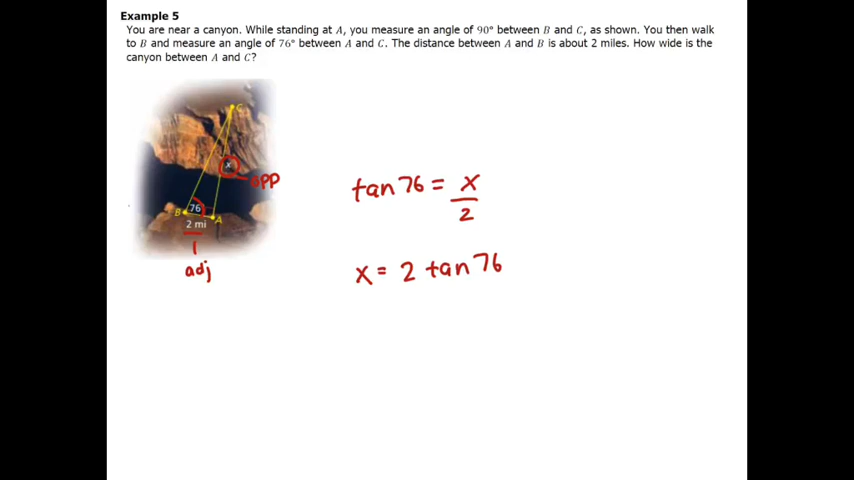 Example 5
You are near a canyon. While standing at A, you measure an angle of 90° between B and C, as shown. You then walk
to B and measure an angle of 76° between A and C. The distance between A and B is about 2 miles. How wide is the
canyon between A and C?
C
x
opp
76
B
A
2 mi
adj
tan 76 = x
2
x = 2 tan 76